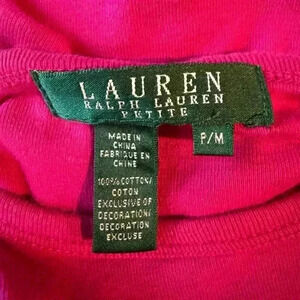 LAUREN
RALPH LAUREN
PETITE
P/M
MADE IN
CHINA
FABRIQUE EN
CHINE
100% COTTON/
COTON
EXCLUSIVE OF
DECORATION/
DECORATION
EXCLUSE